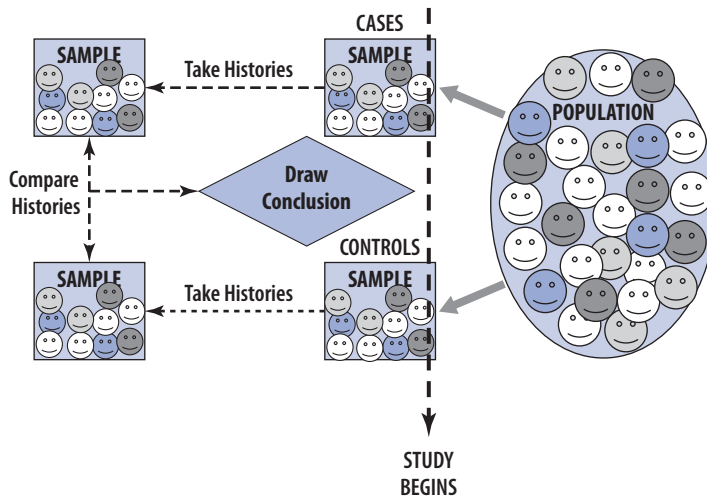 CASES
SAMPLE
Take Histories
SAMPLE
POPULATION
Compare
Histories
Draw
Conclusion
CONTROLS
SAMPLE
Take Histories
SAMPLE
STUDY
BEGINS